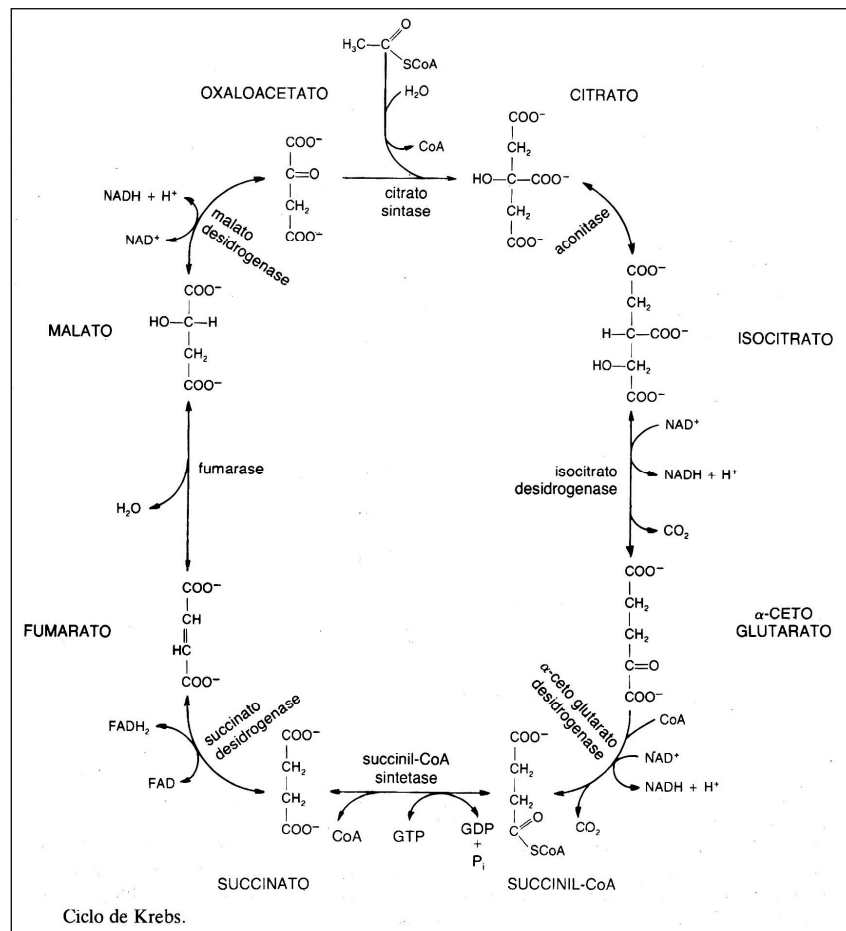 O
H₃C—C
SCoA
OXALOACETATO
H₂O
CoA
citrato
sintase
COO⁻
C=O
CH₂
COO⁻
CITRATO
COO⁻
CH₂
HO—C—COO⁻
CH₂
COO⁻
aconitase
COO⁻
CH₂
H—C—COO⁻
HO—CH₂
COO⁻
ISOCITRATO
NAD⁺
NADH + H⁺
isocitrato
desidrogenase
CO₂
COO⁻
CH₂
CH₂
C=O
COO⁻
α-CETO
GLUTARATO
α-ceto glutarato
desidrogenase
CoA
NAD⁺
NADH + H⁺
CO₂
COO⁻
CH₂
CH₂
C
O
SCoA
SUCCINIL-CoA
succinil-CoA
sintetase
GDP
+
Pᵢ
GTP
CoA
COO⁻
CH₂
CH₂
COO⁻
SUCCINATO
succinato
desidrogenase
FADH₂
FAD
COO⁻
CH
HC
COO⁻
FUMARATO
fumarase
H₂O
COO⁻
HO—C—H
CH₂
COO⁻
MALATO
malato
desidrogenase
NADH + H⁺
NAD⁺
Ciclo de Krebs.